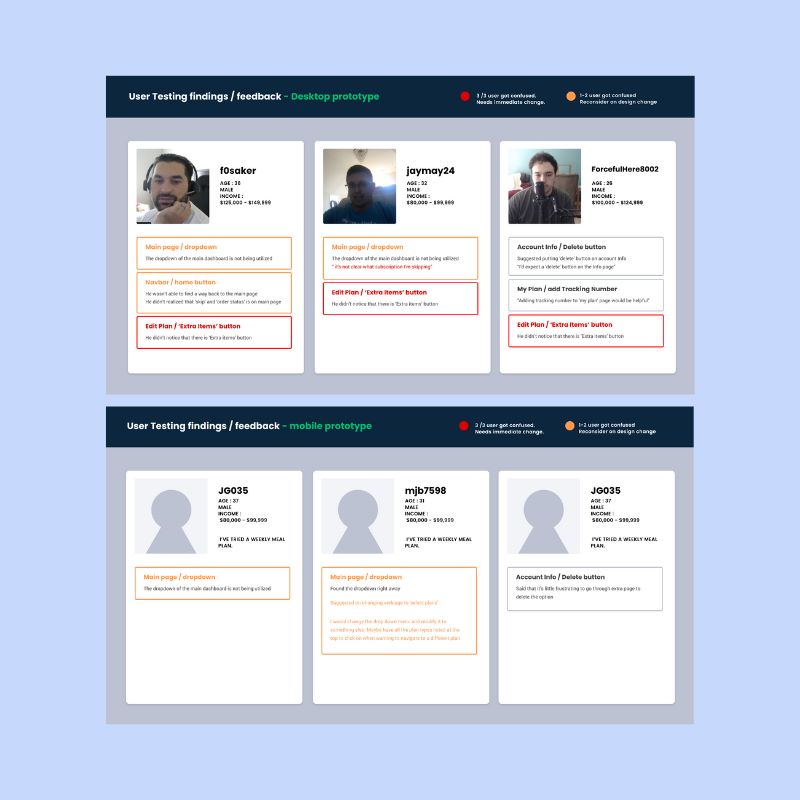 User Testing findings / feedback - Desktop prototype
3 /3 user got confused.
Needs immediate change.
1-2 user got confused
Reconsider on design change
f0saker
AGE : 38
MALE
INCOME :
$125,000 - $149,999
Main page / dropdown
The dropdown of the main dashboard is not being utilized
Navbar / home button
He wasn't able to find a way back to the main page
He didn't realized that 'skip' and 'order status' is on main page
Edit Plan / 'Extra Items' button
He didn't notice that there is 'Extra items' button
jaymay24
AGE : 32
MALE
INCOME :
$80,000 - $99,999
Main page / dropdown
The dropdown of the main dashboard is not being utilized
" it's not clear what subscription I'm skipping"
Edit Plan / 'Extra Items' button
He didn't notice that there is 'Extra items' button
ForcefulHere8002
AGE : 26
MALE
INCOME :
$100,000 - $124,999
Account Info / Delete button
Suggested putting 'delete' button on account Info
"I'd expect a 'delete' button on the Info page"
My Plan / add Tracking Number
"Adding tracking number to 'my plan' page would be helpful"
Edit Plan / 'Extra Items' button
He didn't notice that there is 'Extra items' button
User Testing findings / feedback - mobile prototype
3 /3 user got confused.
Needs immediate change.
1-2 user got confused
Reconsider on design change
JG035
AGE : 37
MALE
INCOME :
$80,000 - $99,999
I'VE TRIED A WEEKLY MEAL
PLAN.
Main page / dropdown
The dropdown of the main dashboard is not being utilized
mjb7598
AGE : 31
MALE
INCOME :
$80,000 - $99,999
I'VE TRIED A WEEKLY MEAL
PLAN.
Main page / dropdown
Found the dropdown right away
Suggested on changing verbage to 'select plans'
I would change the drop down menu and modify it to
something else. Maybe have all the plan types listed at the
top to click on when wanting to navigate to a different plan
JG035
AGE : 37
MALE
INCOME :
$80,000 - $99,999
I'VE TRIED A WEEKLY MEAL
PLAN.
Account Info / Delete button
Said that it's little frustrating to go through extra page to
delete the option